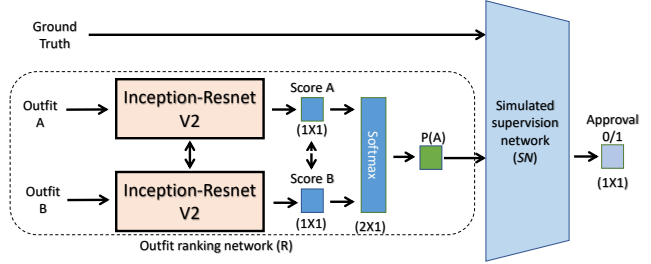 Ground
Truth
Outfit
A
Inception-Resnet
V2
Score A
(1X1)
Outfit
B
Inception-Resnet
V2
Score B
(1X1)
Softmax
(2X1)
P(A)
Outfit ranking network (R)
Simulated
supervision
network
(SN)
Approval
0/1
(1X1)